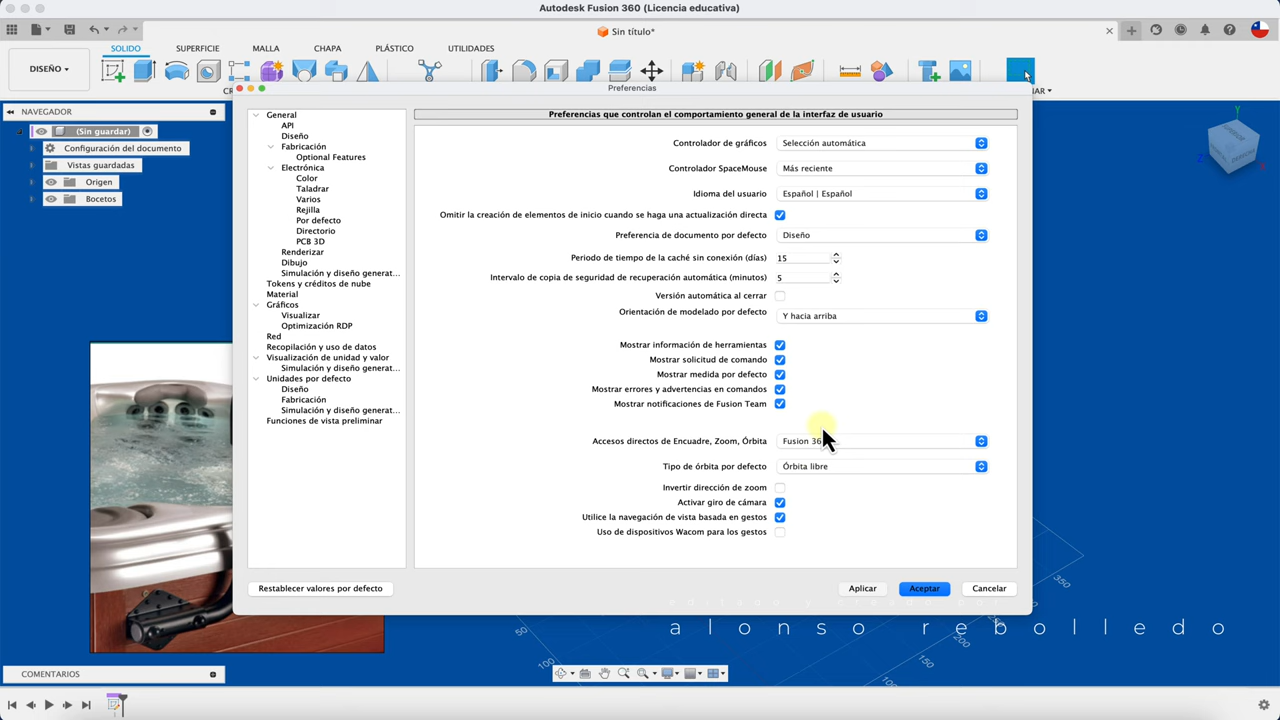 Autodesk Fusion 360 (Licencia educativa)
Sin título*
DISEÑO
SOLIDO SUPERFICIE MALLA CHAPA PLÁSTICO UTILIDADES
Preferencias
NAVEGADOR
(Sin guardar)
Configuración del documento
Vistas guardadas
Origen
Bocetos
General
API
Diseño
Fabricación
Optional Features
Electrónica
Color
Taladrar
Varios
Rejilla
Por defecto
Directorio
PCB 3D
Renderizar
Dibujo
Simulación y diseño generat...
Tokens y créditos de nube
Material
Gráficos
Visualizar
Optimización RDP
Red
Recopilación y uso de datos
Visualización de unidad y valor
Simulación y diseño generat...
Unidades por defecto
Diseño
Fabricación
Simulación y diseño generat...
Funciones de vista preliminar
Preferencias que controlan el comportamiento general de la interfaz de usuario
Controlador de gráficos Selección automática
Controlador SpaceMouse Más reciente
Idioma del usuario Español | Español
Omitir la creación de elementos de inicio cuando se haga una actualización directa
Preferencia de documento por defecto Diseño
Periodo de tiempo de la caché sin conexión (días) 15
Intervalo de copia de seguridad de recuperación automática (minutos) 5
Versión automática al cerrar
Orientación de modelado por defecto Y hacia arriba
Mostrar información de herramientas
Mostrar solicitud de comando
Mostrar medida por defecto
Mostrar errores y advertencias en comandos
Mostrar notificaciones de Fusion Team
Accesos directos de Encuadre, Zoom, Órbita Fusion 36
Tipo de órbita por defecto Órbita libre
Invertir dirección de zoom
Activar giro de cámara
Utilice la navegación de vista basada en gestos
Uso de dispositivos Wacom para los gestos
Restablecer valores por defecto Aplicar Aceptar Cancelar
alonso rebolledo
350
200
150
100
50
100
COMENTARIOS